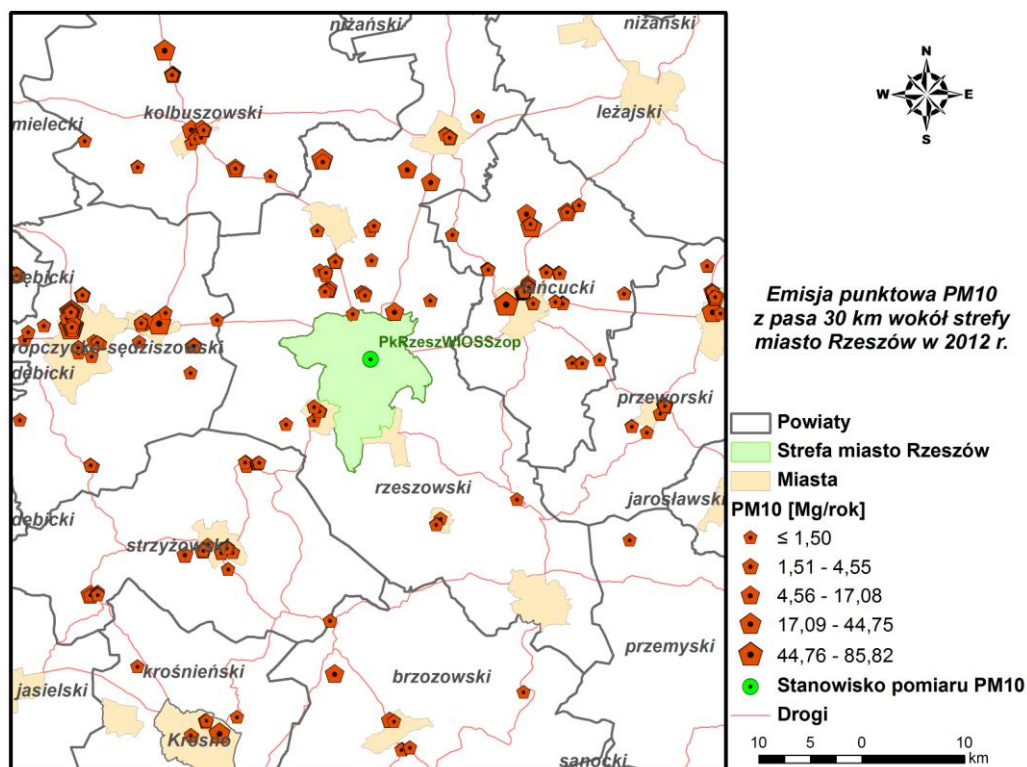 niżański
niżański
N
W
E
S
kolbuszowski
mielecki
leżajski
dębicki
łańcucki
Emisja punktowa PM10
z pasa 30 km wokół strefy
miasto Rzeszów w 2012 r.
PkRzeszWIOSSzop
ropczycko-sędziszowski
dębicki
przeworski
Powiaty
Strefa miasto Rzeszów
Miasta
rzeszowski
jarosławski
PM10 [Mg/rok]
dębicki
strzyżowski
≤ 1,50
1,51 - 4,55
4,56 - 17,08
17,09 - 44,75
44,76 - 85,82
przemyski
krośnieński
brzozowski
jasielski
Stanowisko pomiaru PM10
Drogi
Krosno
sanocki
10 5 0 10
km